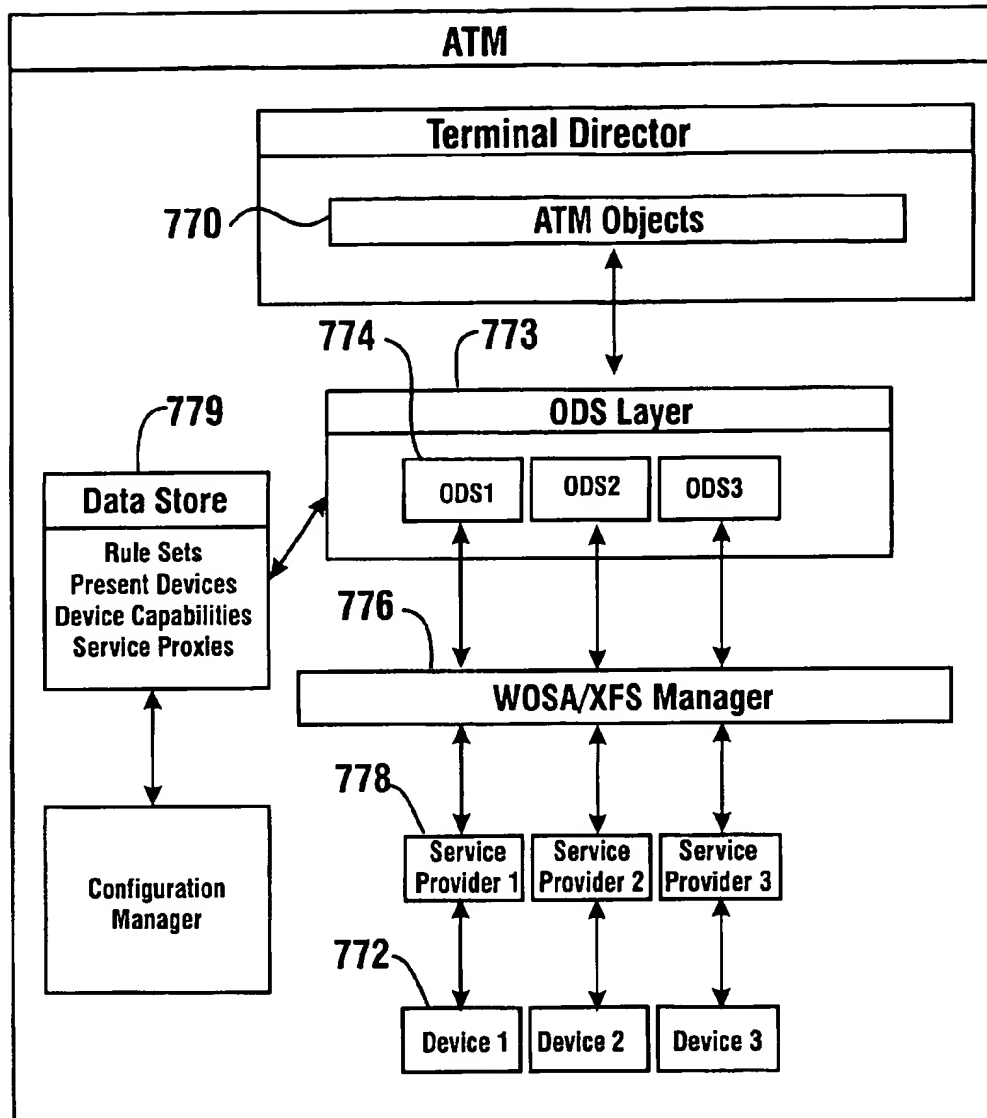 ATM
Terminal Director
770
ATM Objects
774
773
779
ODS Layer
Data Store
ODS1
ODS2
ODS3
Rule Sets
Present Devices
Device Capabilities
Service Proxies
776
WOSA/XFS Manager
778
Service
Provider 1
Service
Provider 2
Service
Provider 3
Configuration
Manager
772
Device 1
Device 2
Device 3